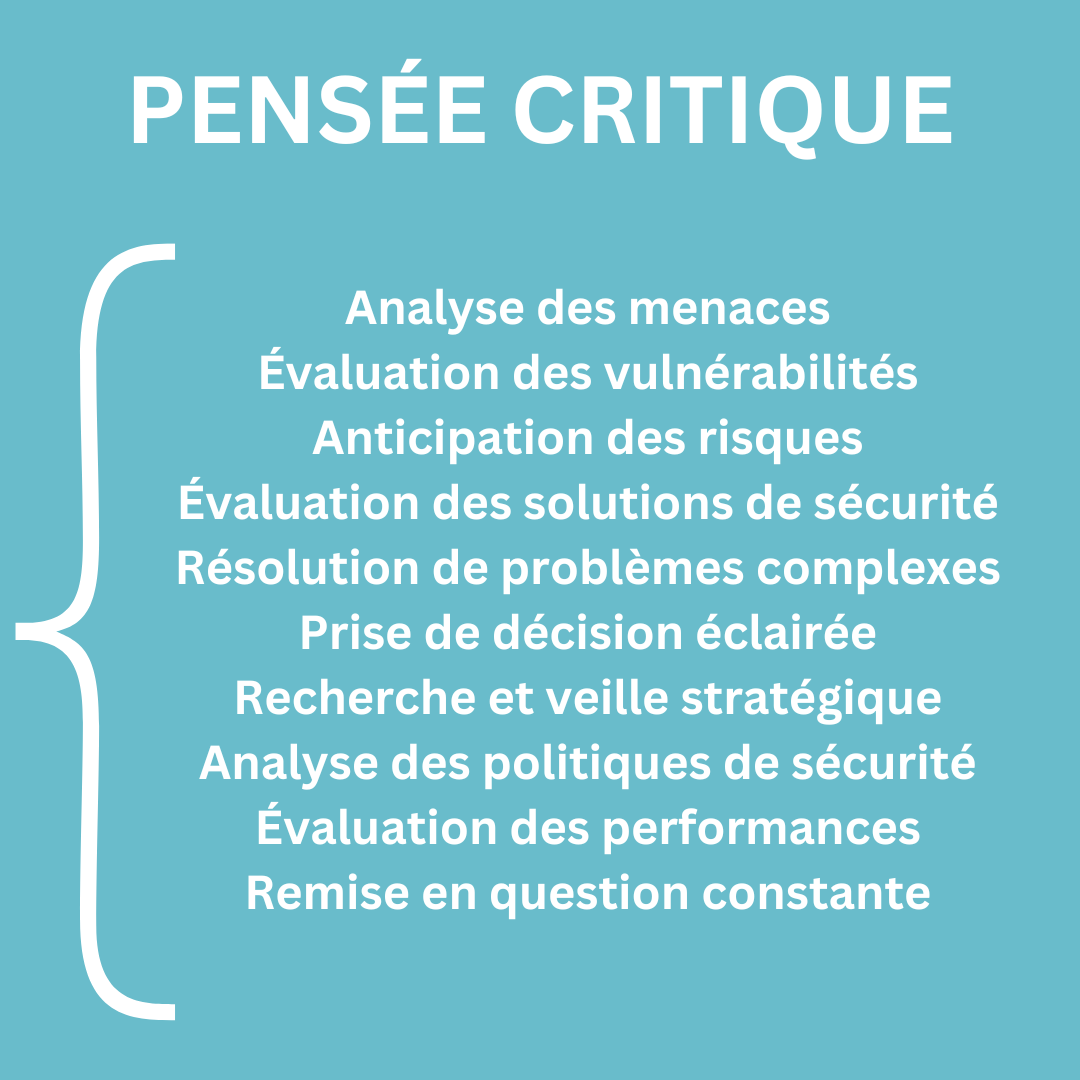 PENSÉE CRITIQUE
Analyse des menaces
Évaluation des vulnérabilités
Anticipation des risques
Évaluation des solutions de sécurité
Résolution de problèmes complexes
Prise de décision éclairée
Recherche et veille stratégique
Analyse des politiques de sécurité
Évaluation des performances
Remise en question constante